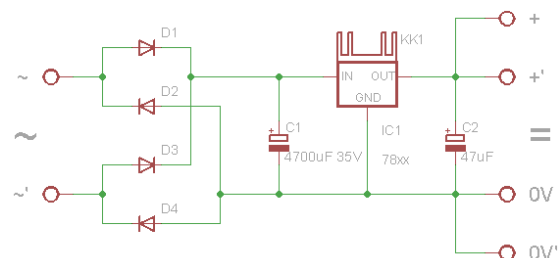 D1
+
KK1
~
IN OUT
+'
D2
GND
~
+
C1
IC1
+
C2
=
D3
4700uF 35V
78xx
47uF
~'
0V
D4
0V'